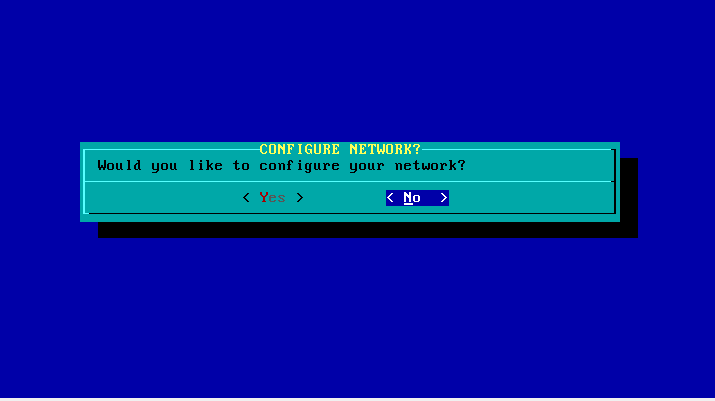 CONFIGURE NETWORK?
Would you like to configure your network?
< Yes > < No >